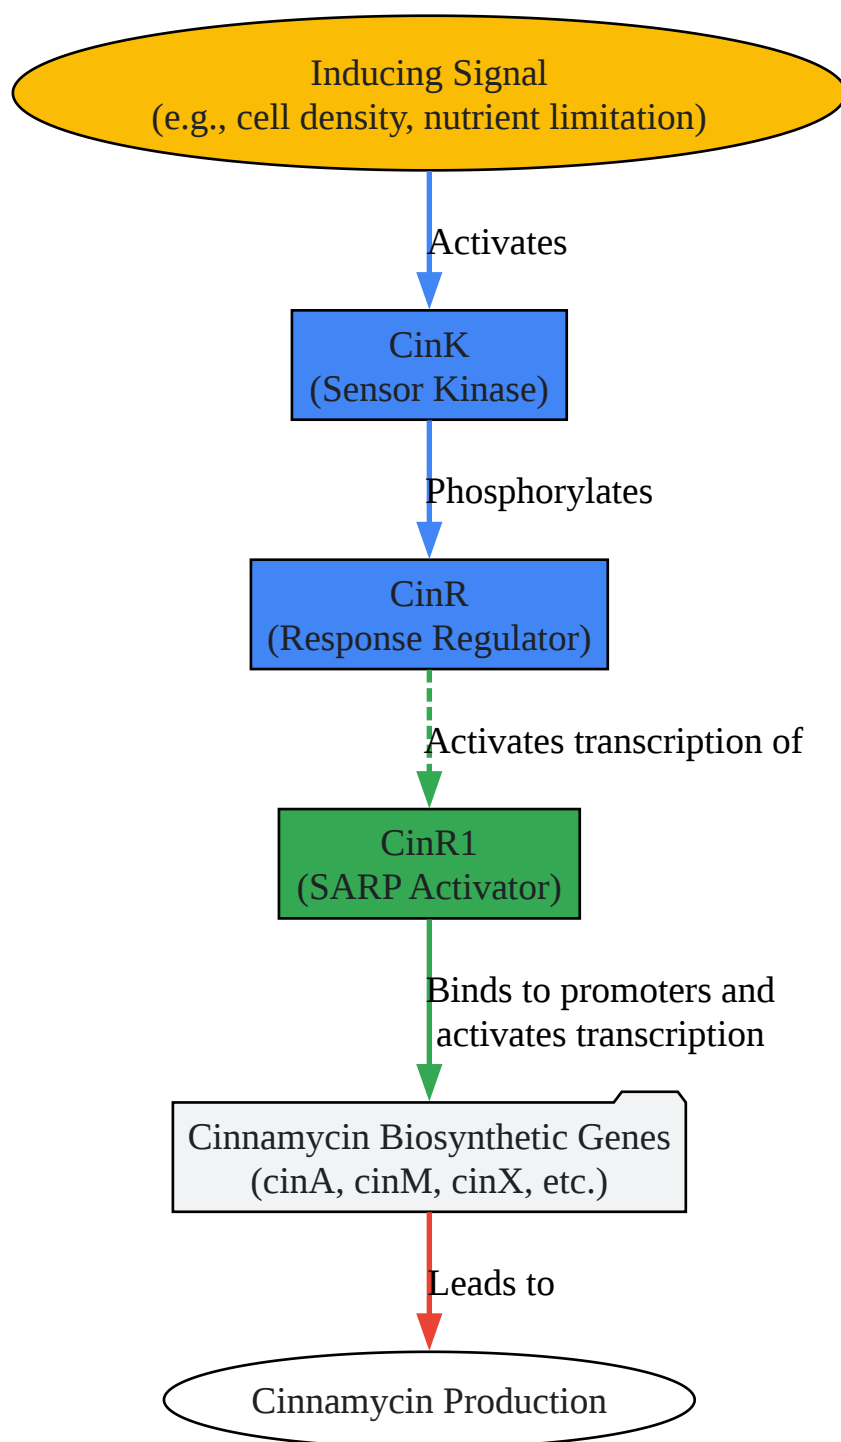 Inducing Signal
(e.g., cell density, nutrient limitation)
Activates
CinK
(Sensor Kinase)
Phosphorylates
CinR
(Response Regulator)
Activates transcription of
CinR1
(SARP Activator)
Binds to promoters and
activates transcription
Cinnamycin Biosynthetic Genes
(cinA, cinM, cinX, etc.)
Leads to
Cinnamycin Production